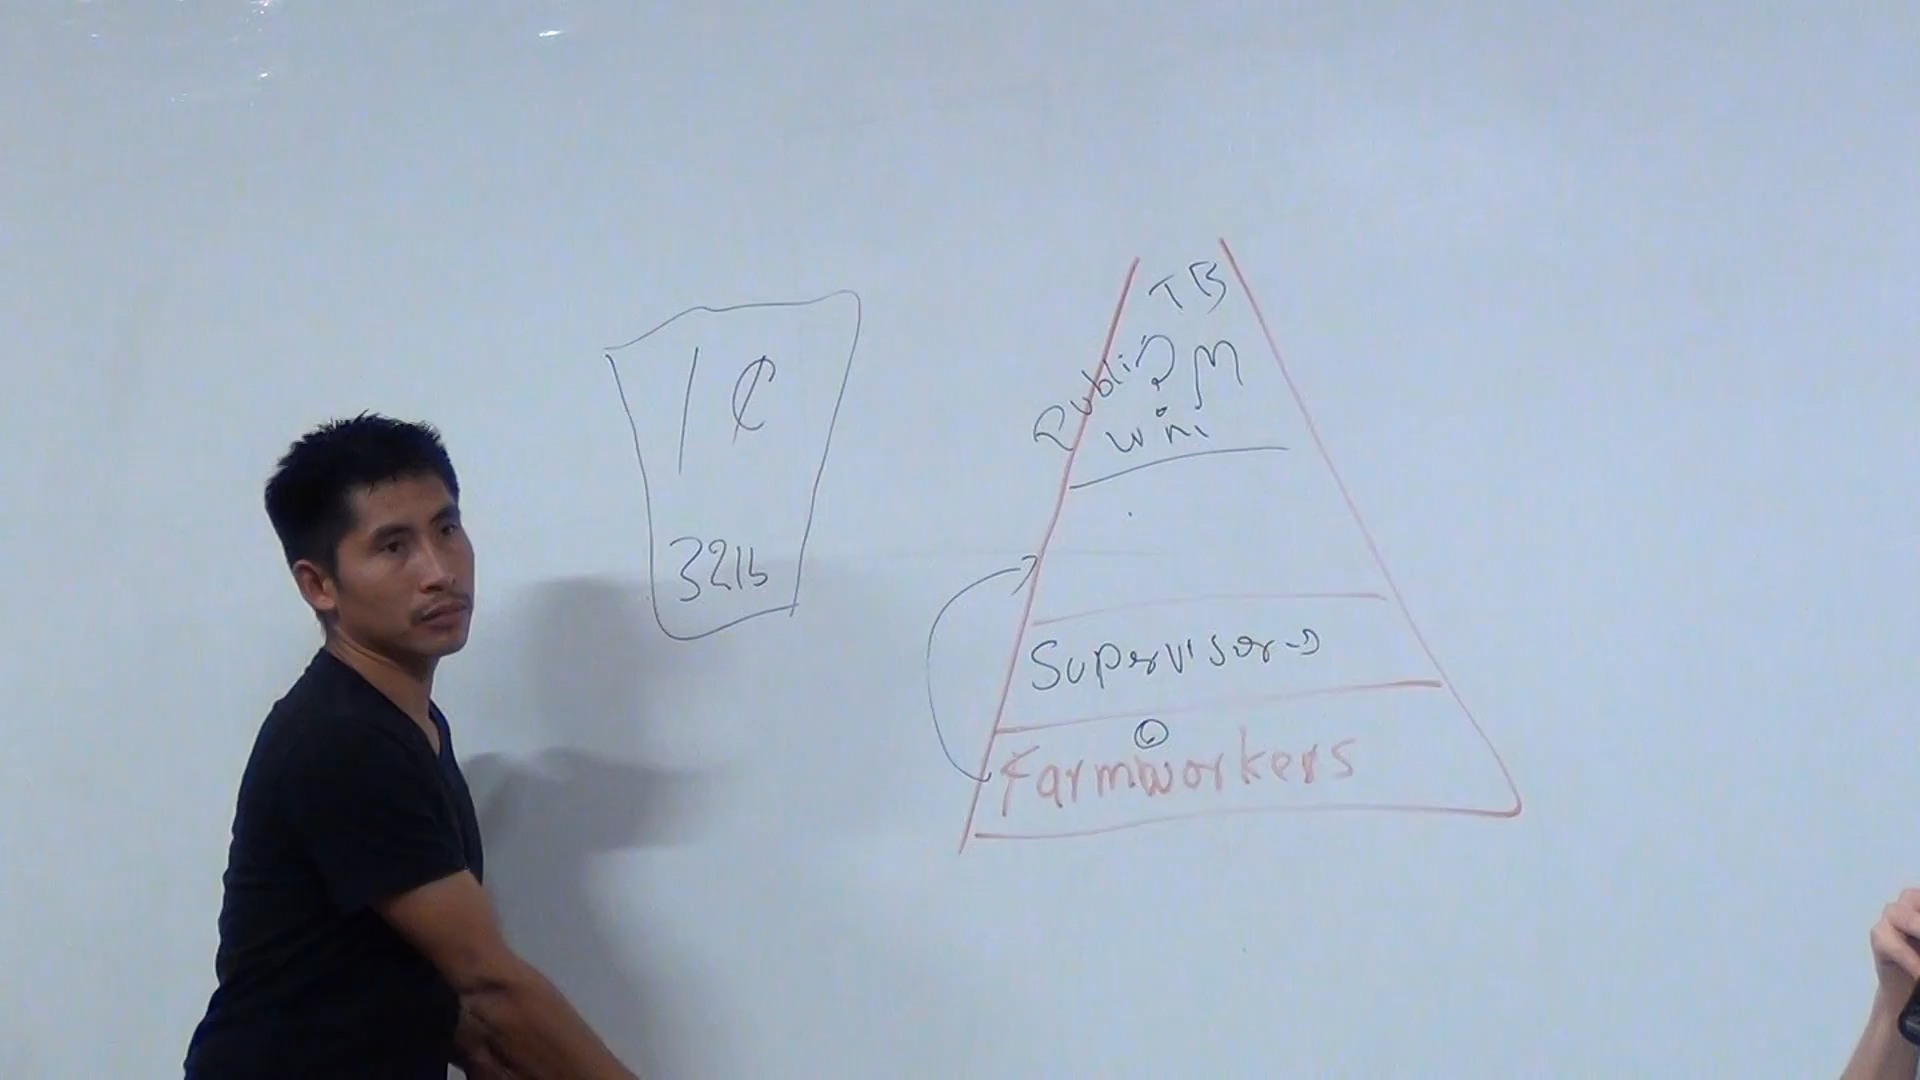 1 ¢
32lb
TB
Publix M
Supervisors
Farmworkers